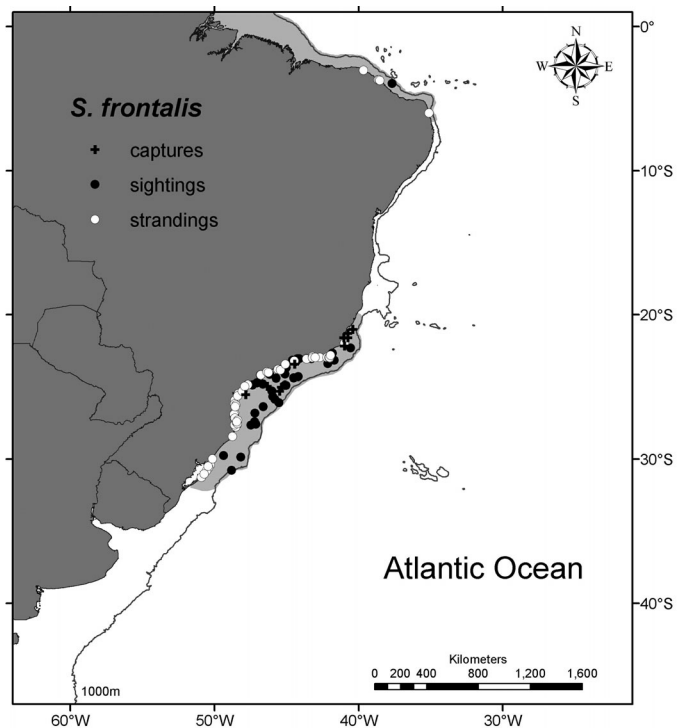 0°
N
W
E
S
S. frontalis
captures
sightings
strandings
10°S
20°S
30°S
Atlantic Ocean
40°S
Kilometers
0 200 400 800 1,200 1,600
1000m
60°W 50°W 40°W 30°W